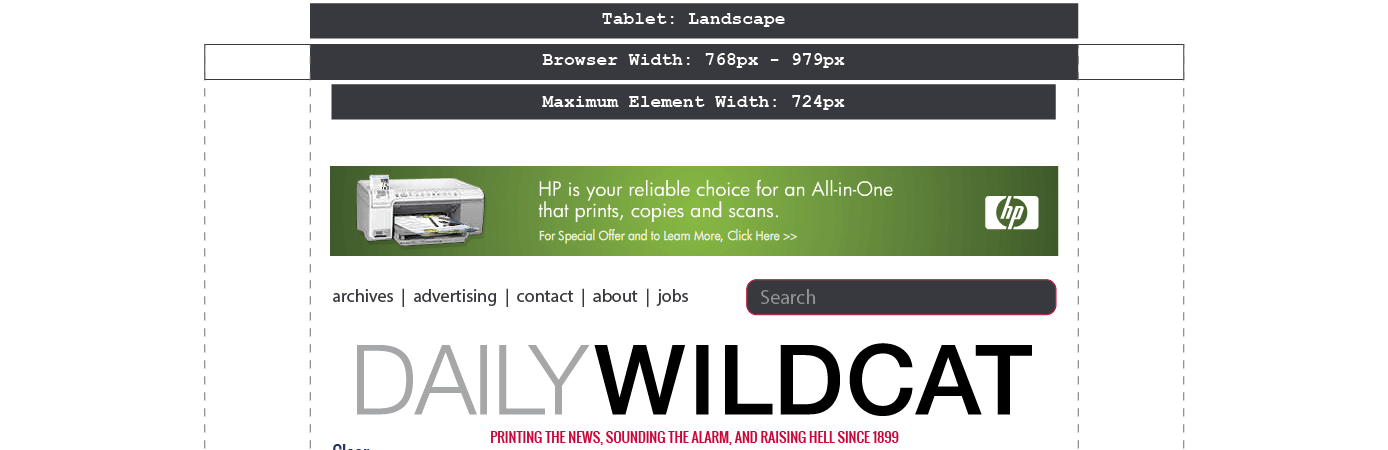 Tablet: Landscape
Browser Width: 768px - 979px
Maximum Element Width: 724px
HP is your reliable choice for an All-in-One
that prints, copies and scans.
For Special Offer and to Learn More, Click Here >>
hp
archives | advertising | contact | about | jobs
Search
DAILYWILDCAT
PRINTING THE NEWS, SOUNDING THE ALARM, AND RAISING HELL SINCE 1899